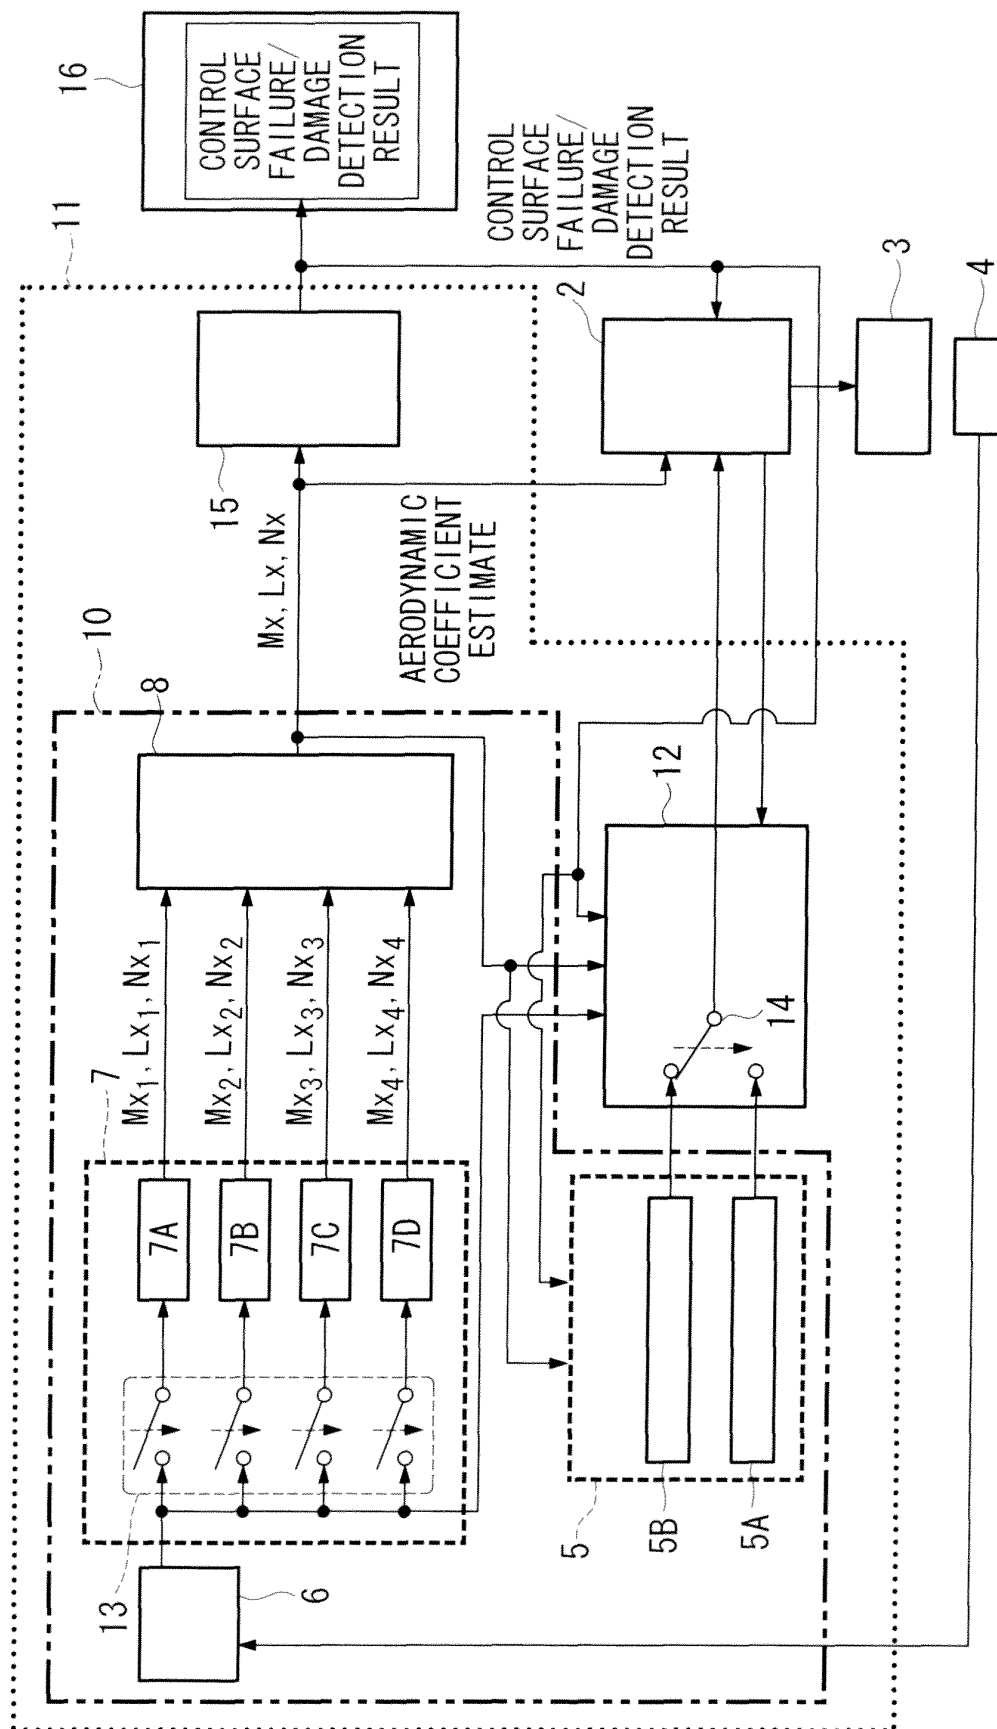 16
CONTROL
SURFACE
FAILURE/
DAMAGE
DETECTION
RESULT
11
CONTROL
SURFACE
FAILURE/
DAMAGE
DETECTION
RESULT
15
2
3
4
Mx, Lx, Nx
AERODYNAMIC
COEFFICIENT
ESTIMATE
10
8
12
14
Mx1, Lx1, Nx1
Mx2, Lx2, Nx2
Mx3, Lx3, Nx3
Mx4, Lx4, Nx4
7
7A
7B
7C
7D
13
6
5
5B
5A